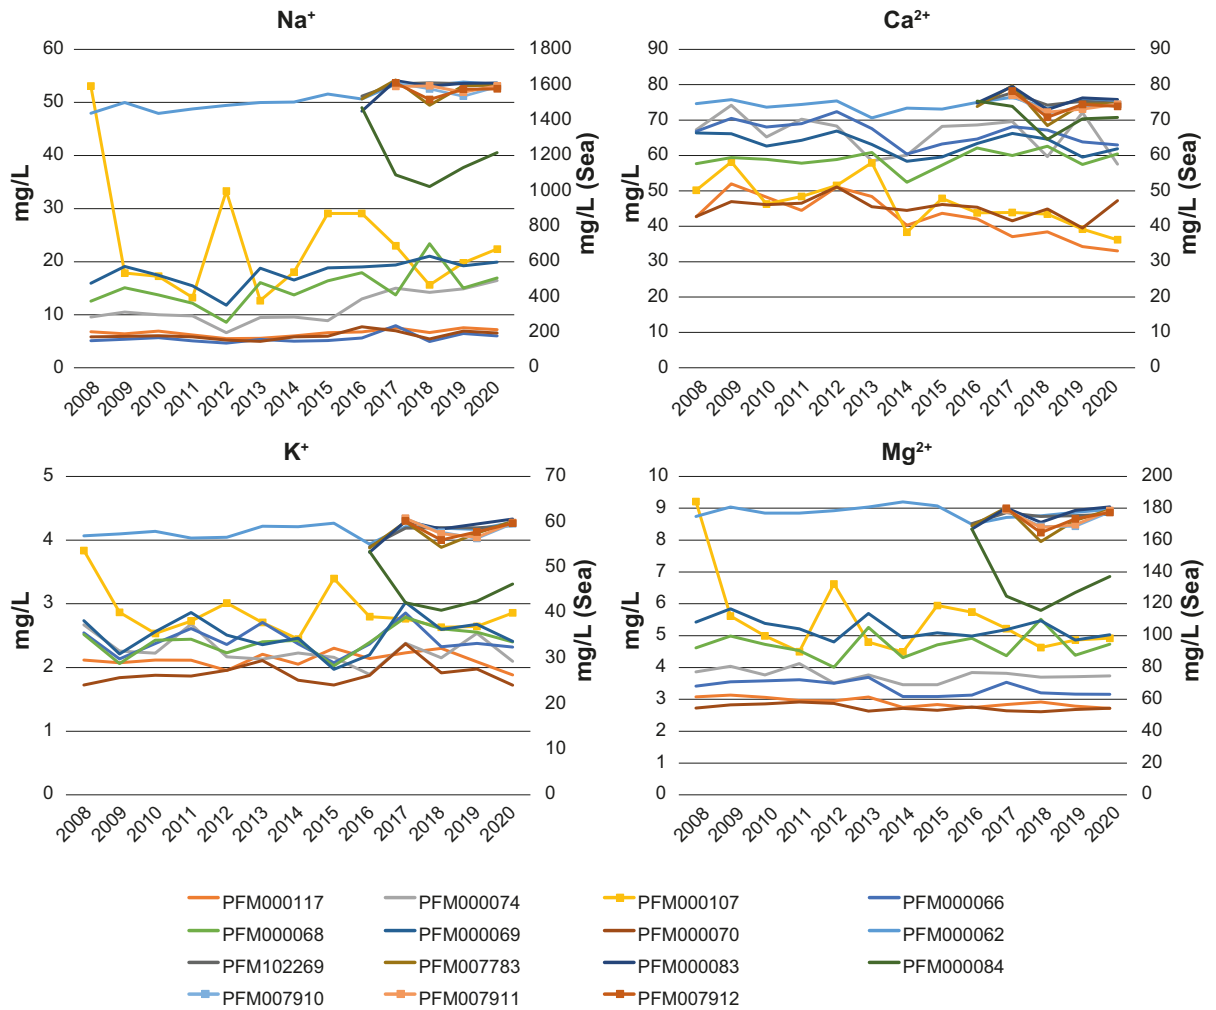 Na⁺
60 1800
50 1600
1400
40 1200
30 1000
800
20 600
10 400
200
0 0
mg/L
mg/L (Sea)
2008 2009 2010 2011 2012 2013 2014 2015 2016 2017 2018 2019 2020
Ca²⁺
90 90
80 80
70 70
60 60
50 50
40 40
30 30
20 20
10 10
0 0
mg/L
mg/L (Sea)
2008 2009 2010 2011 2012 2013 2014 2015 2016 2017 2018 2019 2020
K⁺
5 70
60
4 50
3 40
2 30
20
1 10
0 0
mg/L
mg/L (Sea)
2008 2009 2010 2011 2012 2013 2014 2015 2016 2017 2018 2019 2020
Mg²⁺
10 200
9 180
8 160
7 140
6 120
5 100
4 80
3 60
2 40
1 20
0 0
mg/L
mg/L (Sea)
2008 2009 2010 2011 2012 2013 2014 2015 2016 2017 2018 2019 2020
PFM000117 PFM000074 PFM000107 PFM000066
PFM000068 PFM000069 PFM000070 PFM000062
PFM102269 PFM007783 PFM000083 PFM000084
PFM007910 PFM007911 PFM007912